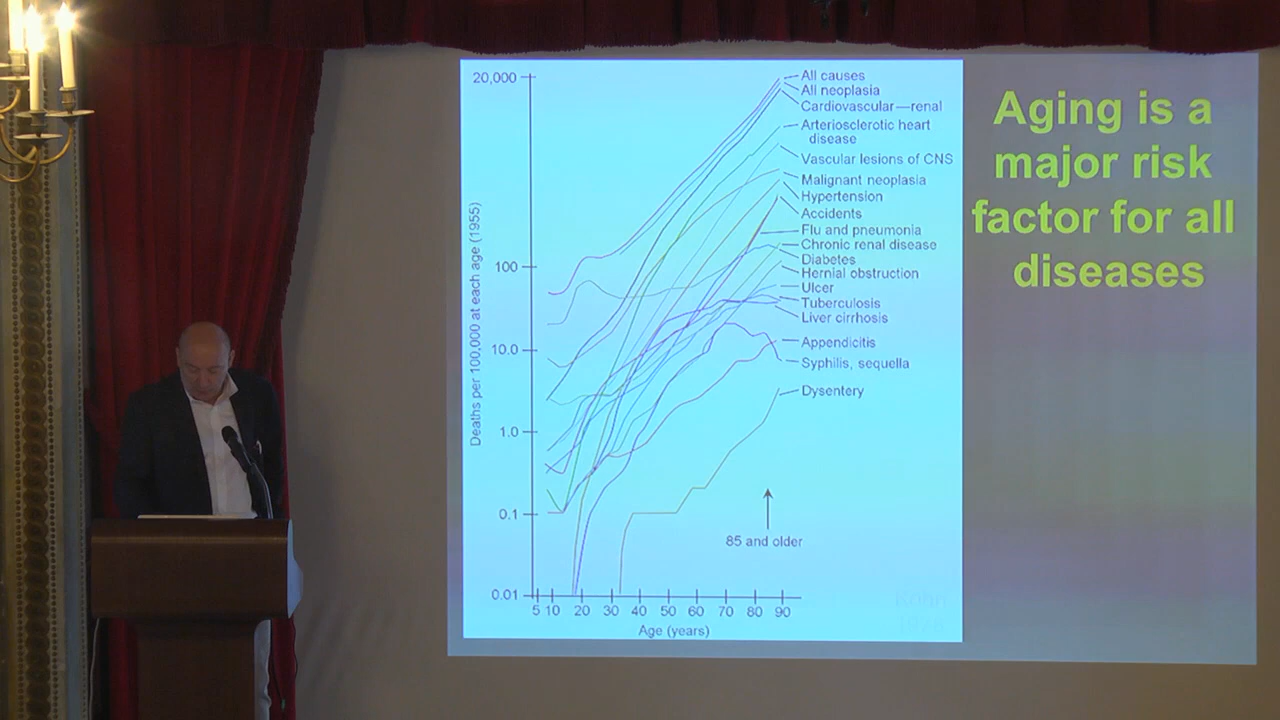 20,000
100
10.0
1.0
0.1
0.01
Deaths per 100,000 at each age (1955)
5 10 20 30 40 50 60 70 80 90
Age (years)
All causes
All neoplasia
Cardiovascular—renal
Arteriosclerotic heart
disease
Vascular lesions of CNS
Malignant neoplasia
Hypertension
Accidents
Flu and pneumonia
Chronic renal disease
Diabetes
Hernial obstruction
Ulcer
Tuberculosis
Liver cirrhosis
Appendicitis
Syphilis, sequella
Dysentery
85 and older
Aging is a
major risk
factor for all
diseases